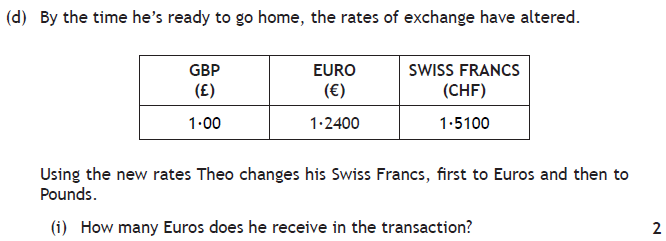 (d) By the time he's ready to go home, the rates of exchange have altered.
GBP EURO SWISS FRANCS
(£) (€) (CHF)
1·00 1·2400 1·5100
Using the new rates Theo changes his Swiss Francs, first to Euros and then to
Pounds.
(i) How many Euros does he receive in the transaction? 2